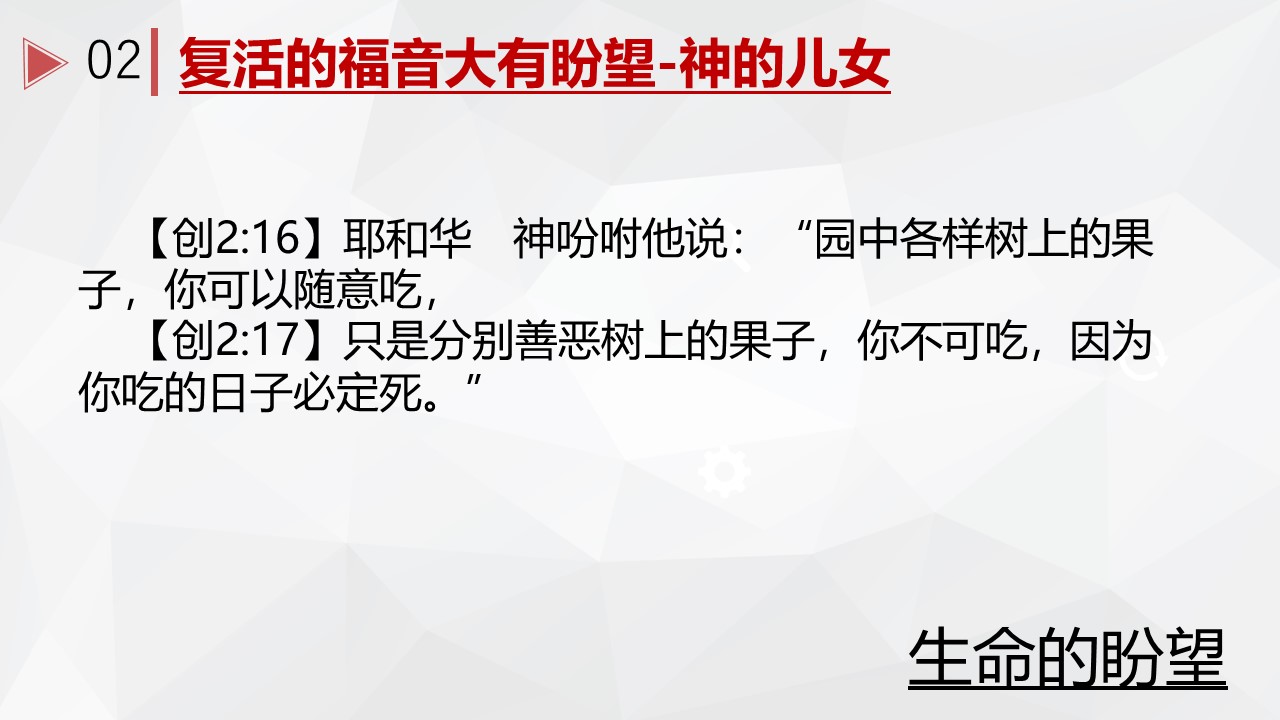 02 复活的福音大有盼望-神的儿女
【创2:16】耶和华　神吩咐他说：“园中各样树上的果
子，你可以随意吃，
【创2:17】只是分别善恶树上的果子，你不可吃，因为
你吃的日子必定死。”
生命的盼望